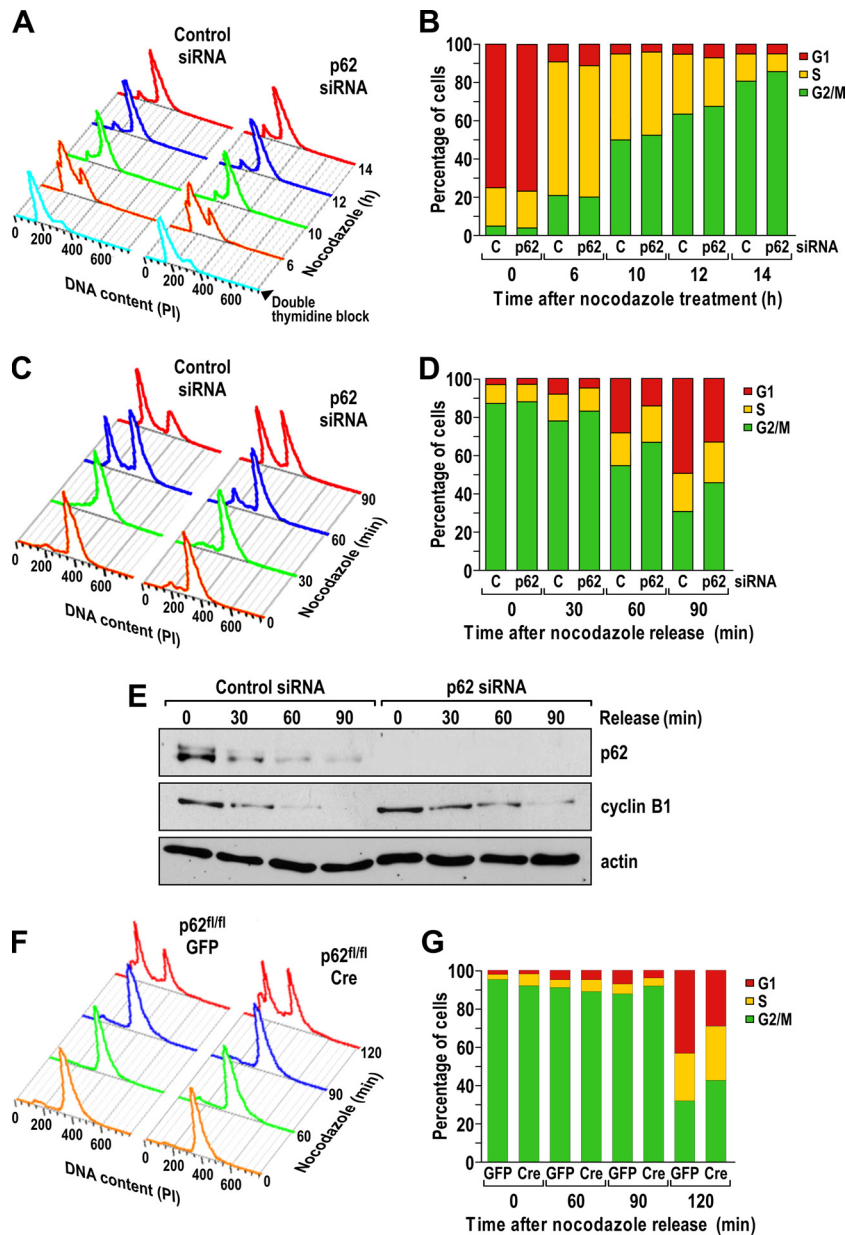 A
Control
siRNA
p62
siRNA
0
200
400
600
DNA content (PI)
0
200
400
600
6
10
12
14
Nocodazole (h)
Double
thymidine block
B
Percentage of cells
100
80
60
40
20
0
G1
S
G2/M
C p62 C p62 C p62 C p62 C p62 siRNA
0 6 10 12 14
Time after nocodazole treatment (h)
C
Control
siRNA
p62
siRNA
0
200
400
600
DNA content (PI)
0
200
400
600
0
30
60
90
Nocodazole (min)
D
Percentage of cells
100
80
60
40
20
0
G1
S
G2/M
C p62 C p62 C p62 C p62 siRNA
0 30 60 90
Time after nocodazole release (min)
E
Control siRNA p62 siRNA
0 30 60 90 0 30 60 90 Release (min)
p62
cyclin B1
actin
F
p62fl/fl
GFP
p62fl/fl
Cre
0
200
400
600
DNA content (PI)
0
200
400
600
0
60
90
120
Nocodazole (min)
G
Percentage of cells
100
80
60
40
20
0
G1
S
G2/M
GFP Cre GFP Cre GFP Cre GFP Cre
0 60 90 120
Time after nocodazole release (min)